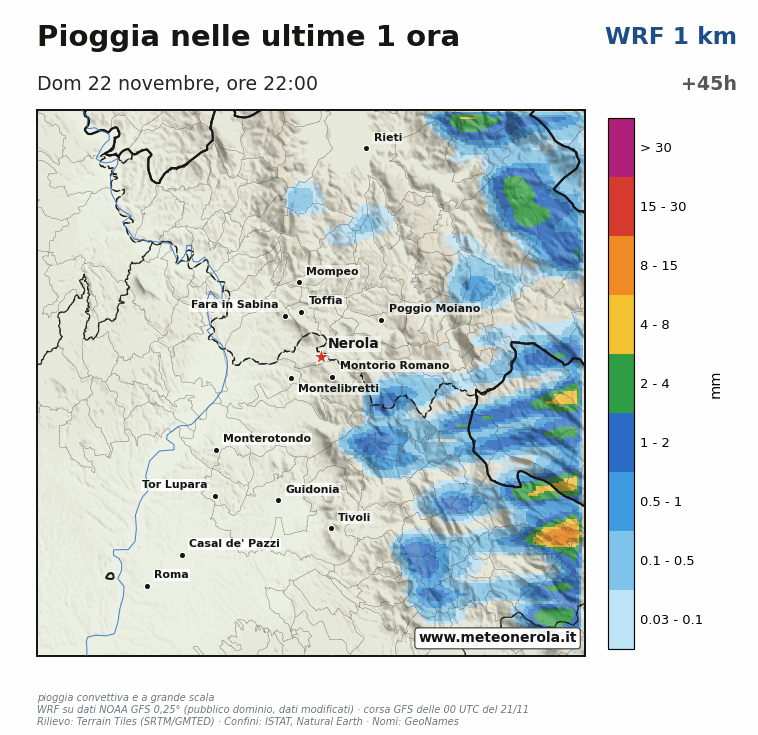 Pioggia nelle ultime 1 ora
WRF 1 km
Dom 22 novembre, ore 22:00
+45h
Rieti
Mompeo
Fara in Sabina
Toffia
Poggio Moiano
Nerola
Montorio Romano
Montelibretti
Monterotondo
Tor Lupara
Guidonia
Tivoli
Casal de' Pazzi
Roma
www.meteonerola.it
> 30
15 - 30
8 - 15
4 - 8
2 - 4
1 - 2
0.5 - 1
0.1 - 0.5
0.03 - 0.1
mm
pioggia convettiva e a grande scala
WRF su dati NOAA GFS 0,25° (pubblico dominio, dati modificati) · corsa GFS delle 00 UTC del 21/11
Rilievo: Terrain Tiles (SRTM/GMTED) · Confini: ISTAT, Natural Earth · Nomi: GeoNames